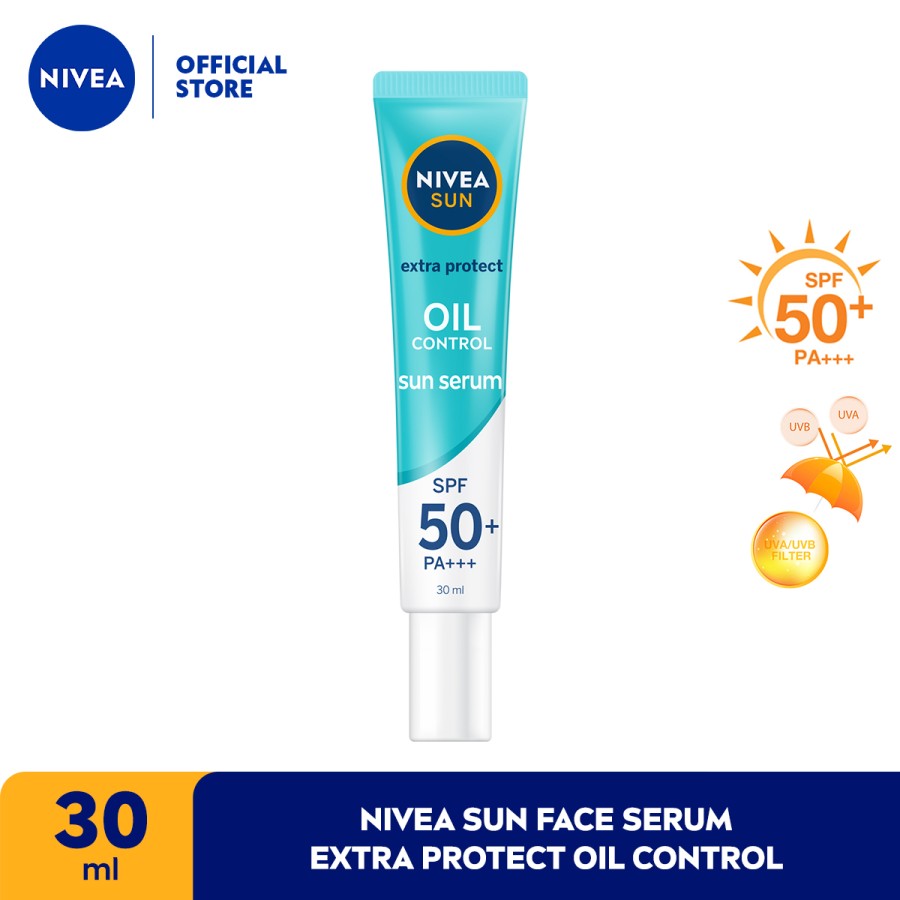 NIVEA
OFFICIAL
STORE
NIVEA
SUN
extra protect
OIL
CONTROL
sun serum
SPF
50+
PA+++
30 ml
SPF
50+
PA+++
UVB
UVA
UVA/UVB
FILTER
30
ml
NIVEA SUN FACE SERUM
EXTRA PROTECT OIL CONTROL